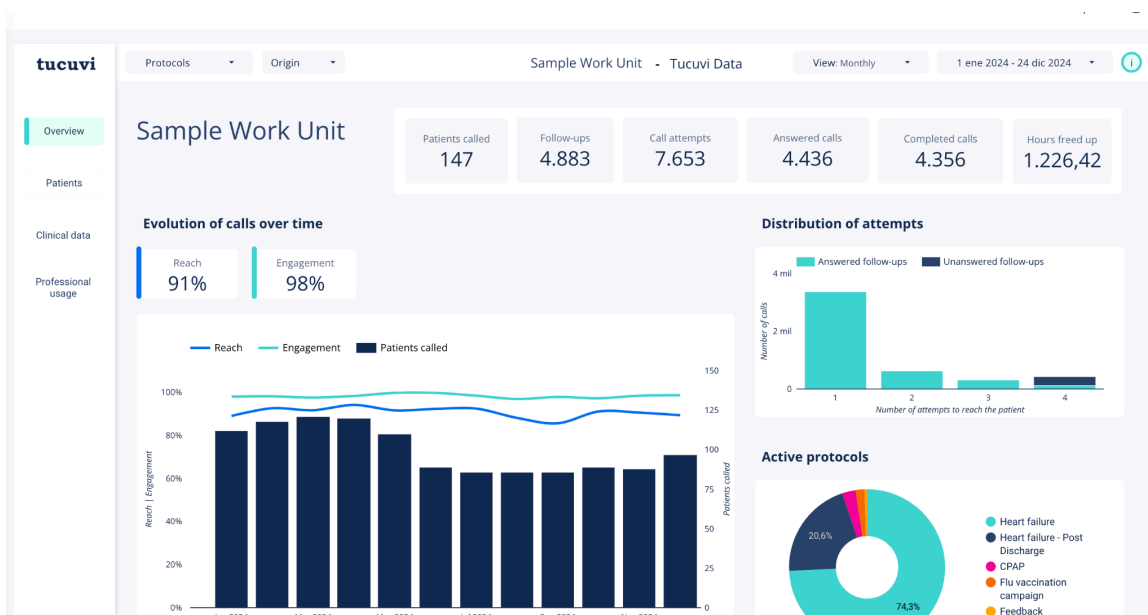 tucuvi
Protocols
Origin
Sample Work Unit - Tucuvi Data
View: Monthly
1 ene 2024 - 24 dic 2024
i
Overview
Patients
Clinical data
Professional
usage
Sample Work Unit
Patients called
147
Follow-ups
4.883
Call attempts
7.653
Answered calls
4.436
Completed calls
4.356
Hours freed up
1.226,42
Evolution of calls over time
Reach
91%
Engagement
98%
Reach
Engagement
Patients called
100%
80%
60%
40%
20%
0%
Reach | Engagement
150
125
100
75
50
25
0
Patients called
Distribution of attempts
Answered follow-ups
Unanswered follow-ups
4 mil
2 mil
0
Number of calls
1
2
3
4
Number of attempts to reach the patient
Active protocols
20,6%
74,3%
Heart failure
Heart failure - Post
Discharge
CPAP
Flu vaccination
campaign
Feedback